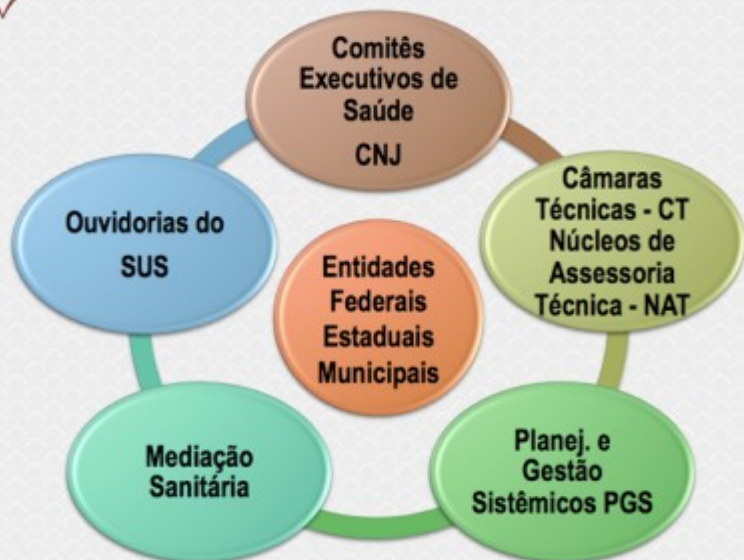 Comitês
Executivos de
Saúde
CNJ
Câmaras
Técnicas - CT
Núcleos de
Assessoria
Técnica - NAT
Ouvidorias do
SUS
Entidades
Federais
Estaduais
Municipais
Mediação
Sanitária
Planej. e
Gestão
Sistêmicos PGS